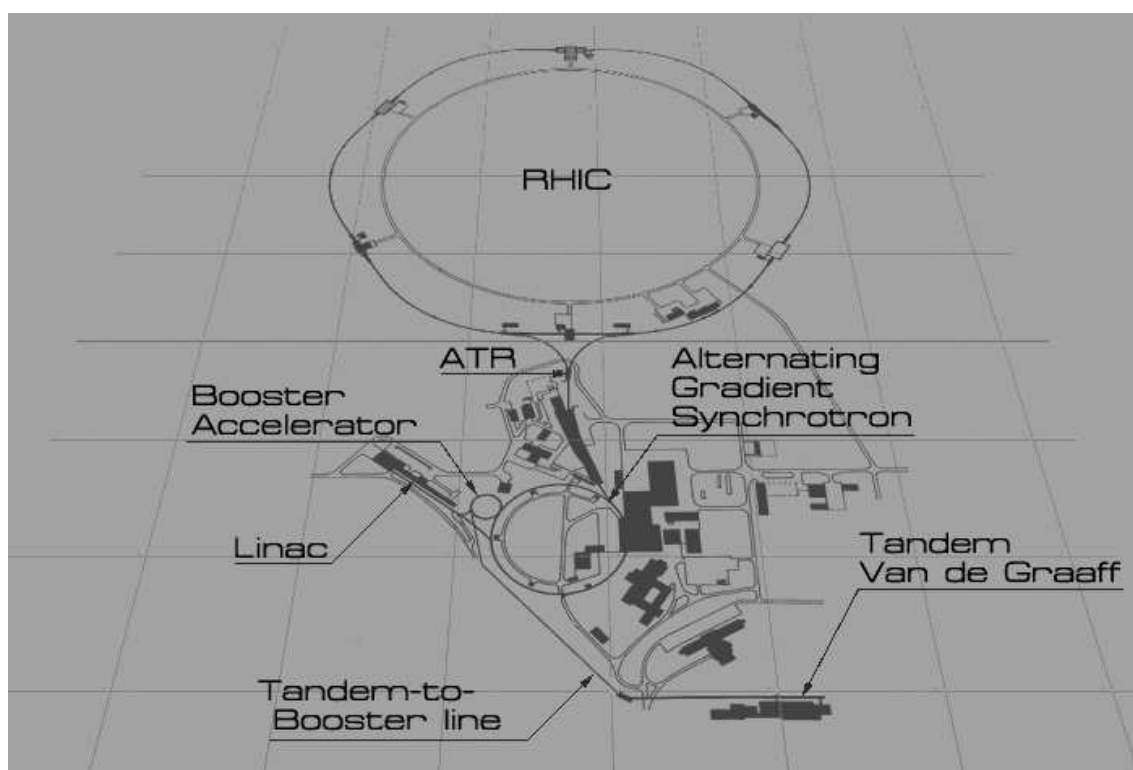 RHIC
ATR
Alternating
Gradient
Synchrotron
Booster
Accelerator
Linac
Tandem
Van de Graaff
Tandem-to-
Booster line